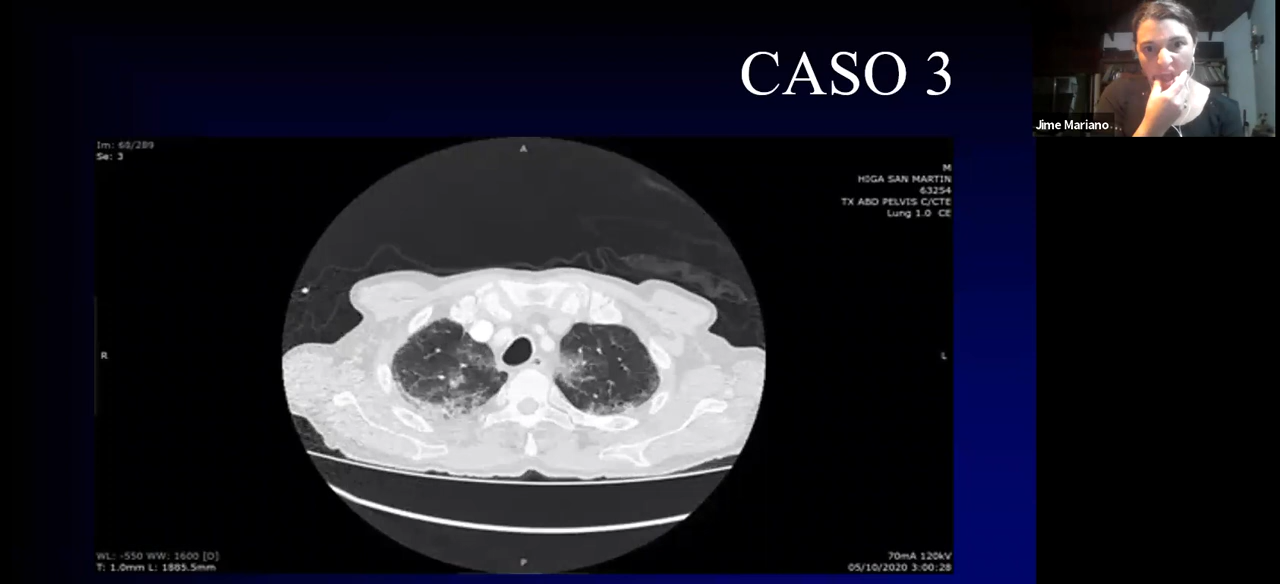 CASO 3
Jime Mariano...
Im: 60/289
Se: 3
A
M
HIGA SAN MARTIN
63254
TX ABD PELVIS C/CTE
Lung 1.0 CE
R
L
WL: -550 WW: 1600 [D]
T: 1.0mm L: 1885.5mm
P
70mA 120kV
05/10/2020 3:00:28